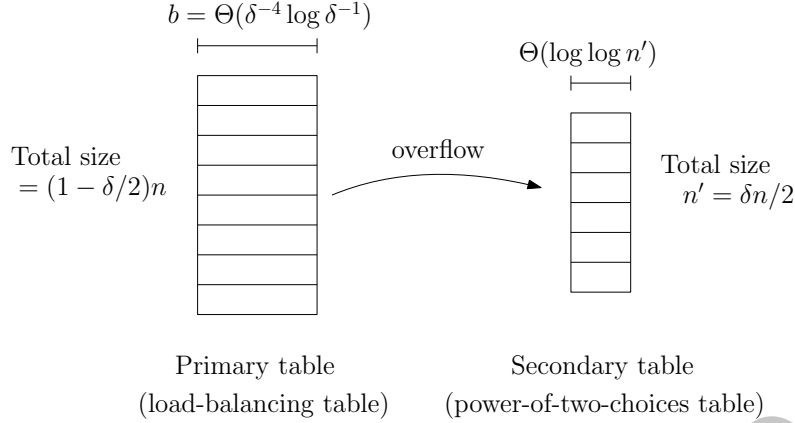 b = Θ(δ⁻⁴ log δ⁻¹)
Θ(log log n′)
Total size
= (1 − δ/2)n
overflow
Total size
n′ = δn/2
Primary table
(load-balancing table)
Secondary table
(power-of-two-choices table)